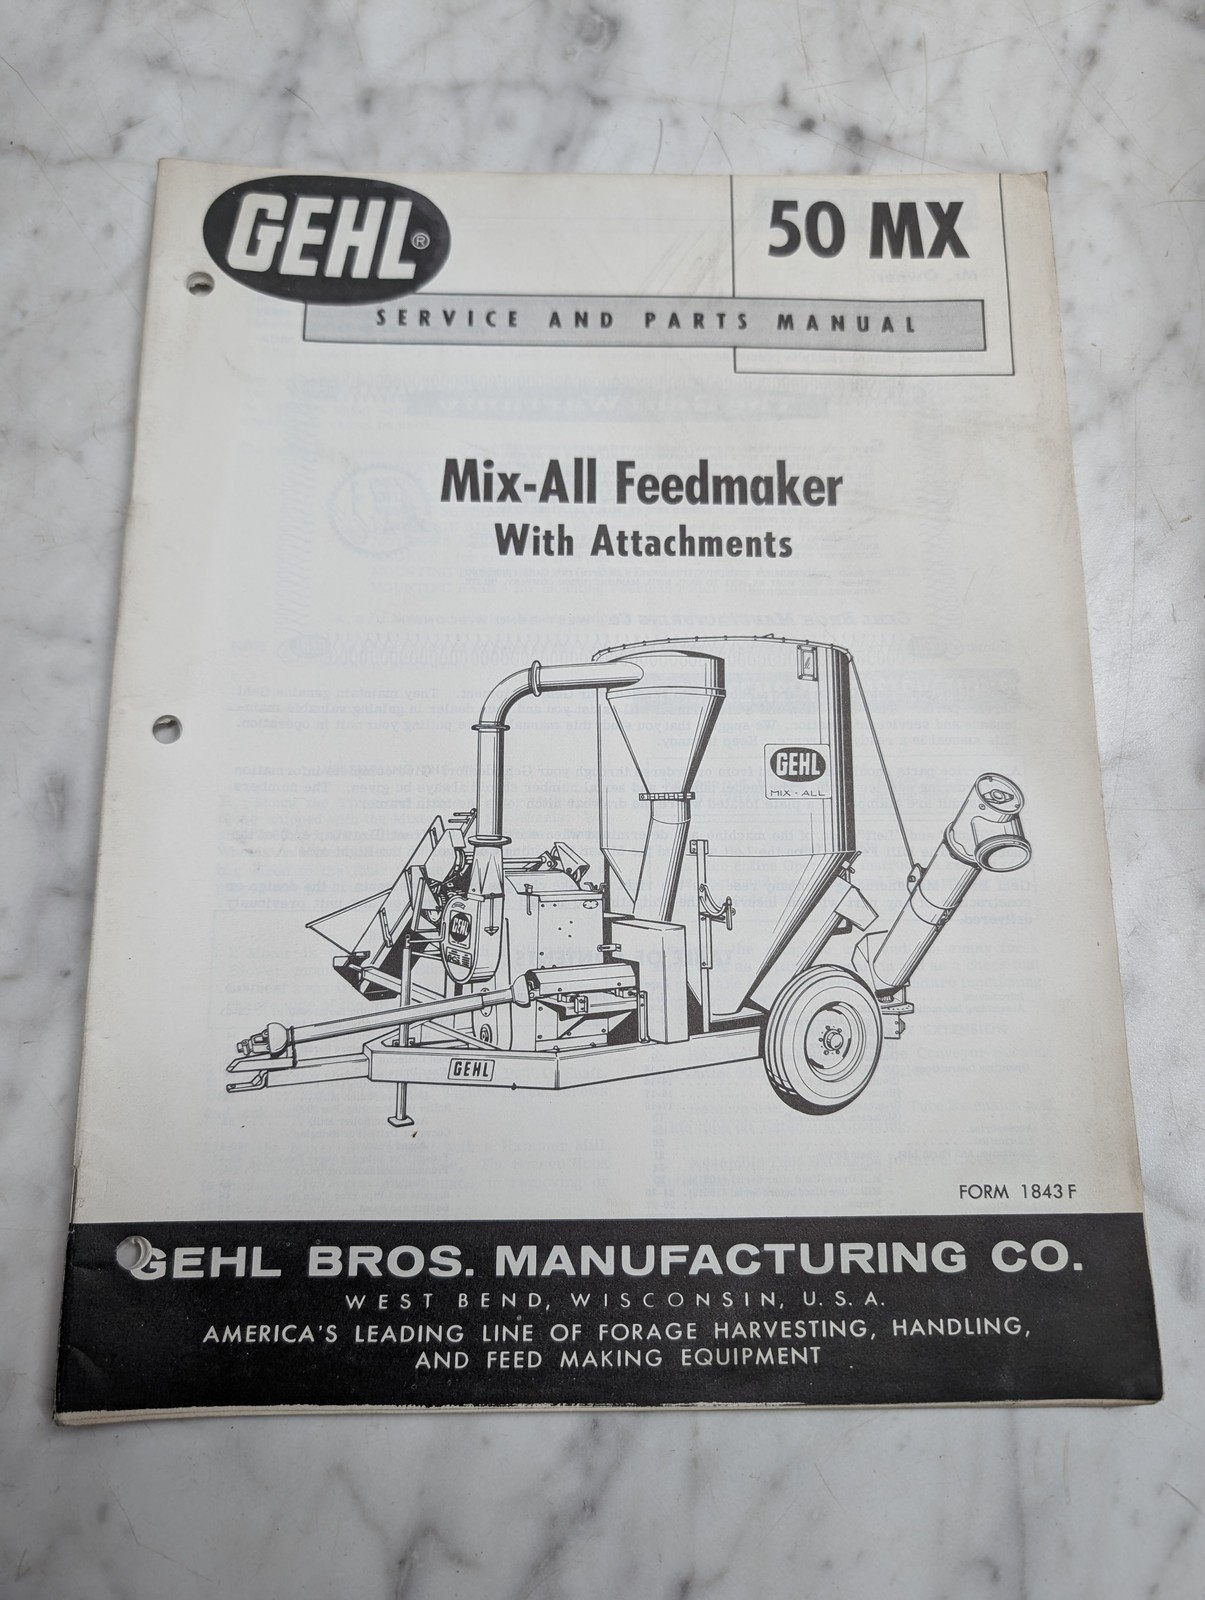 GEHL®
50 MX
SERVICE AND PARTS MANUAL
Mix-All Feedmaker
With Attachments
GEHL
MIX-ALL
GEHL
GEHL
FORM 1843 F
GEHL BROS. MANUFACTURING CO.
WEST BEND, WISCONSIN, U. S. A.
AMERICA'S LEADING LINE OF FORAGE HARVESTING, HANDLING,
AND FEED MAKING EQUIPMENT